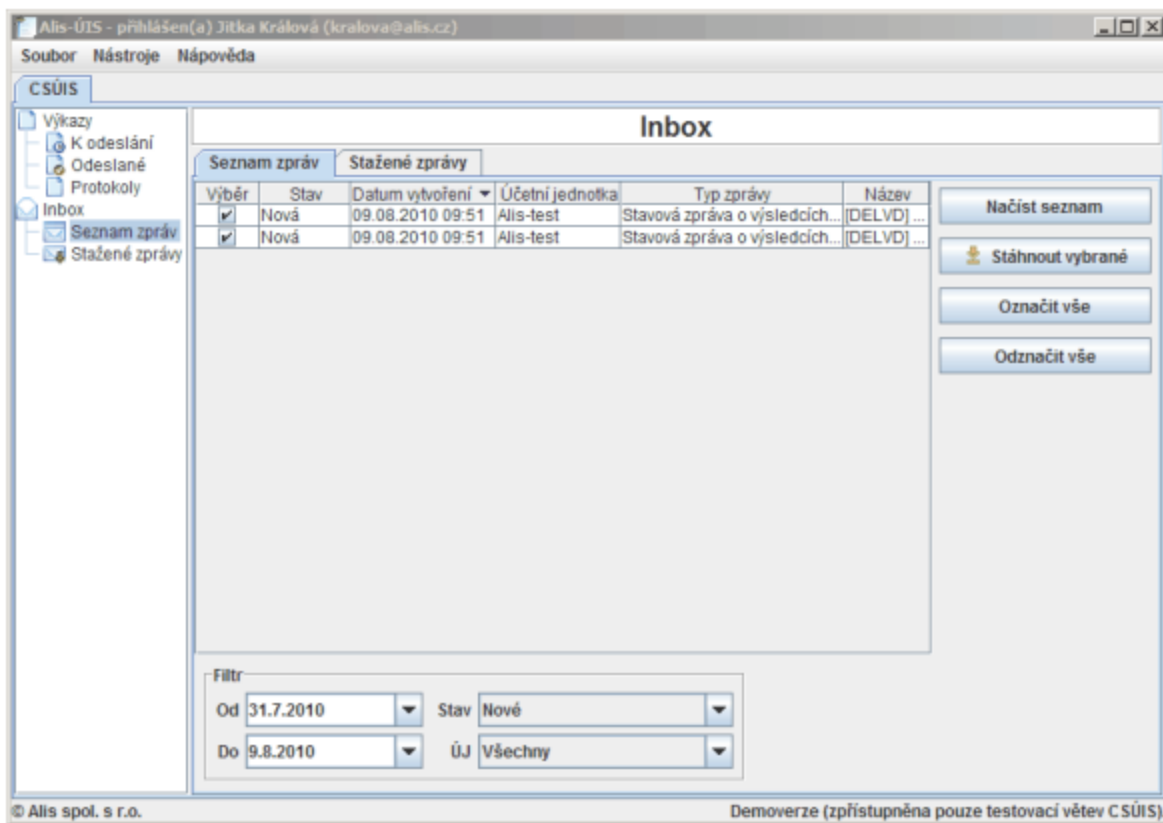 Alis-ÚIS - přihlášen(a) Jitka Králová (kralova@alis.cz)
Soubor Nástroje Nápověda
CSÚIS
Výkazy
K odeslání
Odeslané
Protokoly
Inbox
Seznam zpráv
Stažené zprávy
Inbox
Seznam zpráv Stažené zprávy
Výběr Stav Datum vytvoření Účetní jednotka Typ zprávy Název
Nová 09.08.2010 09:51 Alis-test Stavová zpráva o výsledcích... [DELVD] ...
Nová 09.08.2010 09:51 Alis-test Stavová zpráva o výsledcích... [DELVD] ...
Načíst seznam
Stáhnout vybrané
Označit vše
Odznačit vše
Filtr
Od 31.7.2010 Stav Nové
Do 9.8.2010 ÚJ Všechny
© Alis spol. s r.o. Demoverze (zpřístupněna pouze testovací větev CSÚIS)